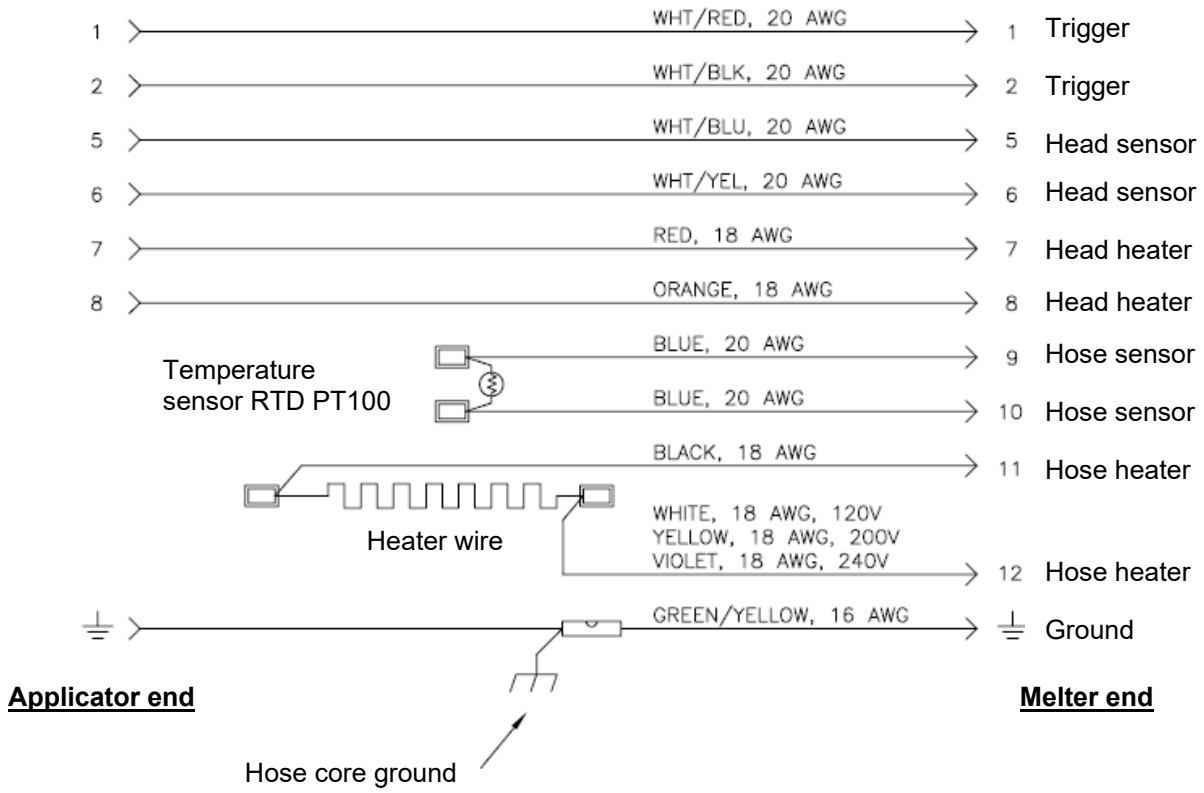 1 WHT/RED, 20 AWG 1 Trigger
2 WHT/BLK, 20 AWG 2 Trigger
5 WHT/BLU, 20 AWG 5 Head sensor
6 WHT/YEL, 20 AWG 6 Head sensor
7 RED, 18 AWG 7 Head heater
8 ORANGE, 18 AWG 8 Head heater
BLUE, 20 AWG 9 Hose sensor
Temperature
sensor RTD PT100
BLUE, 20 AWG 10 Hose sensor
BLACK, 18 AWG 11 Hose heater
Heater wire
WHITE, 18 AWG, 120V
YELLOW, 18 AWG, 200V
VIOLET, 18 AWG, 240V
12 Hose heater
GREEN/YELLOW, 16 AWG Ground
Applicator end Melter end
Hose core ground